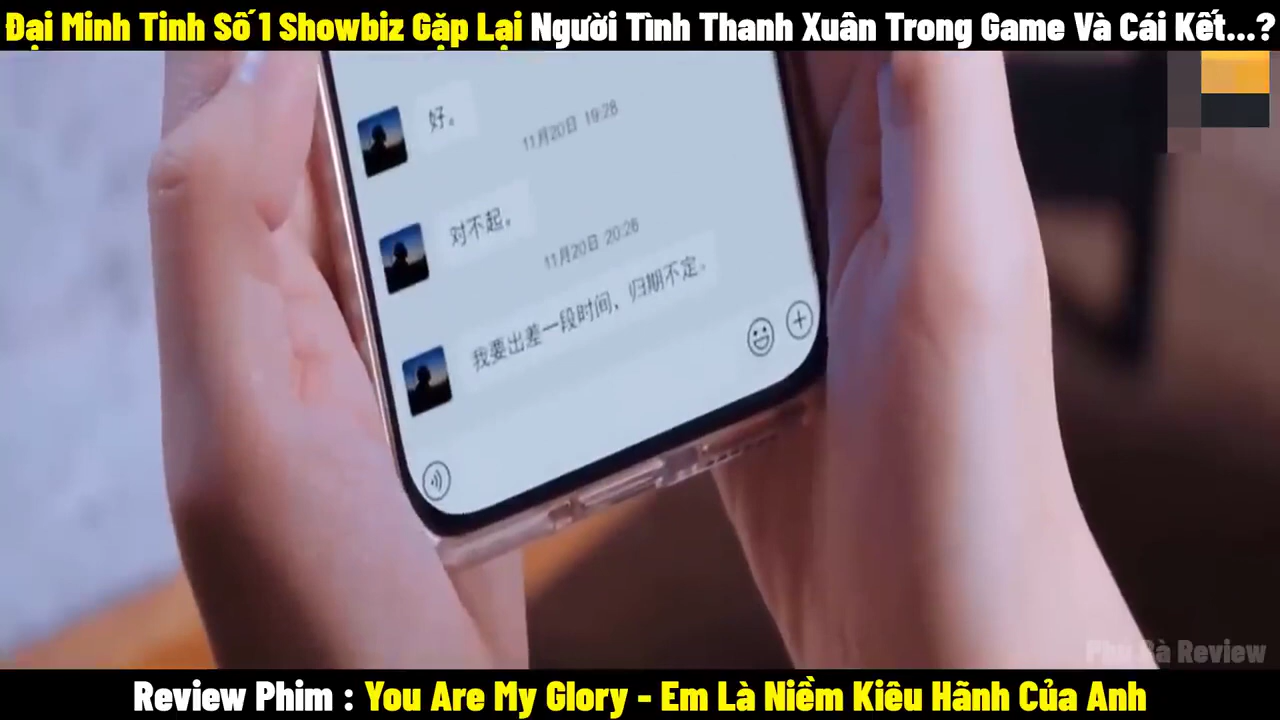 Đại Minh Tinh Số 1 Showbiz Gặp Lại Người Tình Thanh Xuân Trong Game Và Cái Kết...?
好。
11月20日 19:28
对不起。
11月20日 20:28
我要出差一段时间，归期不定。
Phụ Bà Review
Review Phim : You Are My Glory - Em Là Niềm Kiêu Hãnh Của Anh